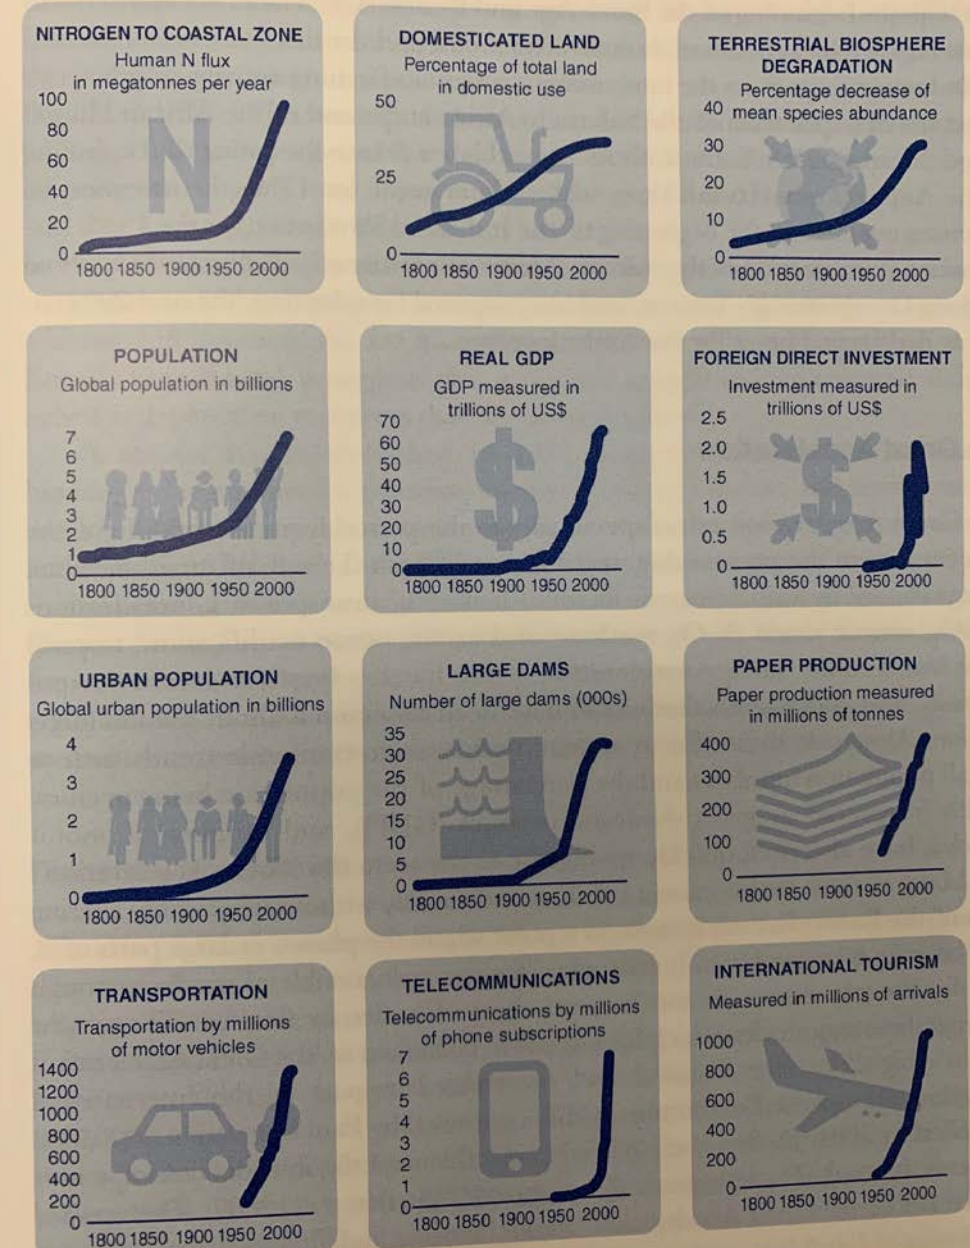 NITROGEN TO COASTAL ZONE
Human N flux
in megatonnes per year
100
80
60
40
20
0
1800 1850 1900 1950 2000
DOMESTICATED LAND
Percentage of total land
in domestic use
50
25
0
1800 1850 1900 1950 2000
TERRESTRIAL BIOSPHERE
DEGRADATION
Percentage decrease of
mean species abundance
40
30
20
10
0
1800 1850 1900 1950 2000
POPULATION
Global population in billions
7
6
5
4
3
2
1
0
1800 1850 1900 1950 2000
REAL GDP
GDP measured in
trillions of US$
70
60
50
40
30
20
10
0
1800 1850 1900 1950 2000
FOREIGN DIRECT INVESTMENT
Investment measured in
trillions of US$
2.5
2.0
1.5
1.0
0.5
0
1800 1850 1900 1950 2000
URBAN POPULATION
Global urban population in billions
4
3
2
1
0
1800 1850 1900 1950 2000
LARGE DAMS
Number of large dams (000s)
35
30
25
20
15
10
5
0
1800 1850 1900 1950 2000
PAPER PRODUCTION
Paper production measured
in millions of tonnes
400
300
200
100
0
1800 1850 1900 1950 2000
TRANSPORTATION
Transportation by millions
of motor vehicles
1400
1200
1000
800
600
400
200
0
1800 1850 1900 1950 2000
TELECOMMUNICATIONS
Telecommunications by millions
of phone subscriptions
7
6
5
4
3
2
1
0
1800 1850 1900 1950 2000
INTERNATIONAL TOURISM
Measured in millions of arrivals
1000
800
600
400
200
0
1800 1850 1900 1950 2000